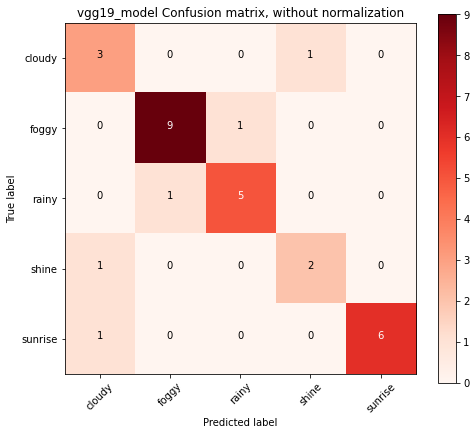 vgg19_model Confusion matrix, without normalization
True label
cloudy 3 0 0 1 0
foggy 0 9 1 0 0
rainy 0 1 5 0 0
shine 1 0 0 2 0
sunrise 1 0 0 0 6
cloudy foggy rainy shine sunrise
Predicted label
9
8
7
6
5
4
3
2
1
0